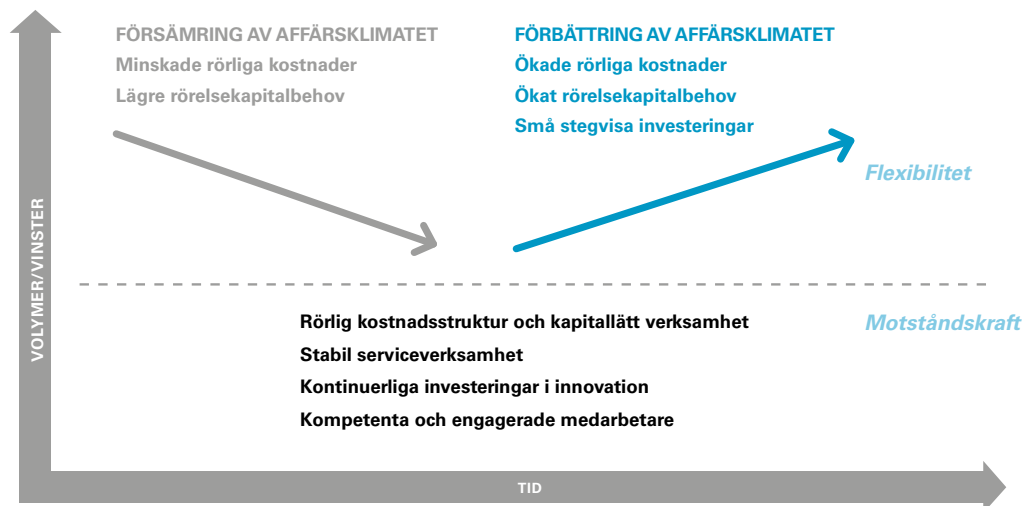 FÖRSÄMRING AV AFFÄRSKLIMATET
Minskade rörliga kostnader
Lägre rörelsekapitalbehov
FÖRBÄTTRING AV AFFÄRSKLIMATET
Ökade rörliga kostnader
Ökat rörelsekapitalbehov
Små stegvisa investeringar
Flexibilitet
VOLYMER/VINSTER
Rörlig kostnadsstruktur och kapitallätt verksamhet
Stabil serviceverksamhet
Kontinuerliga investeringar i innovation
Kompetenta och engagerade medarbetare
Motståndskraft
TID